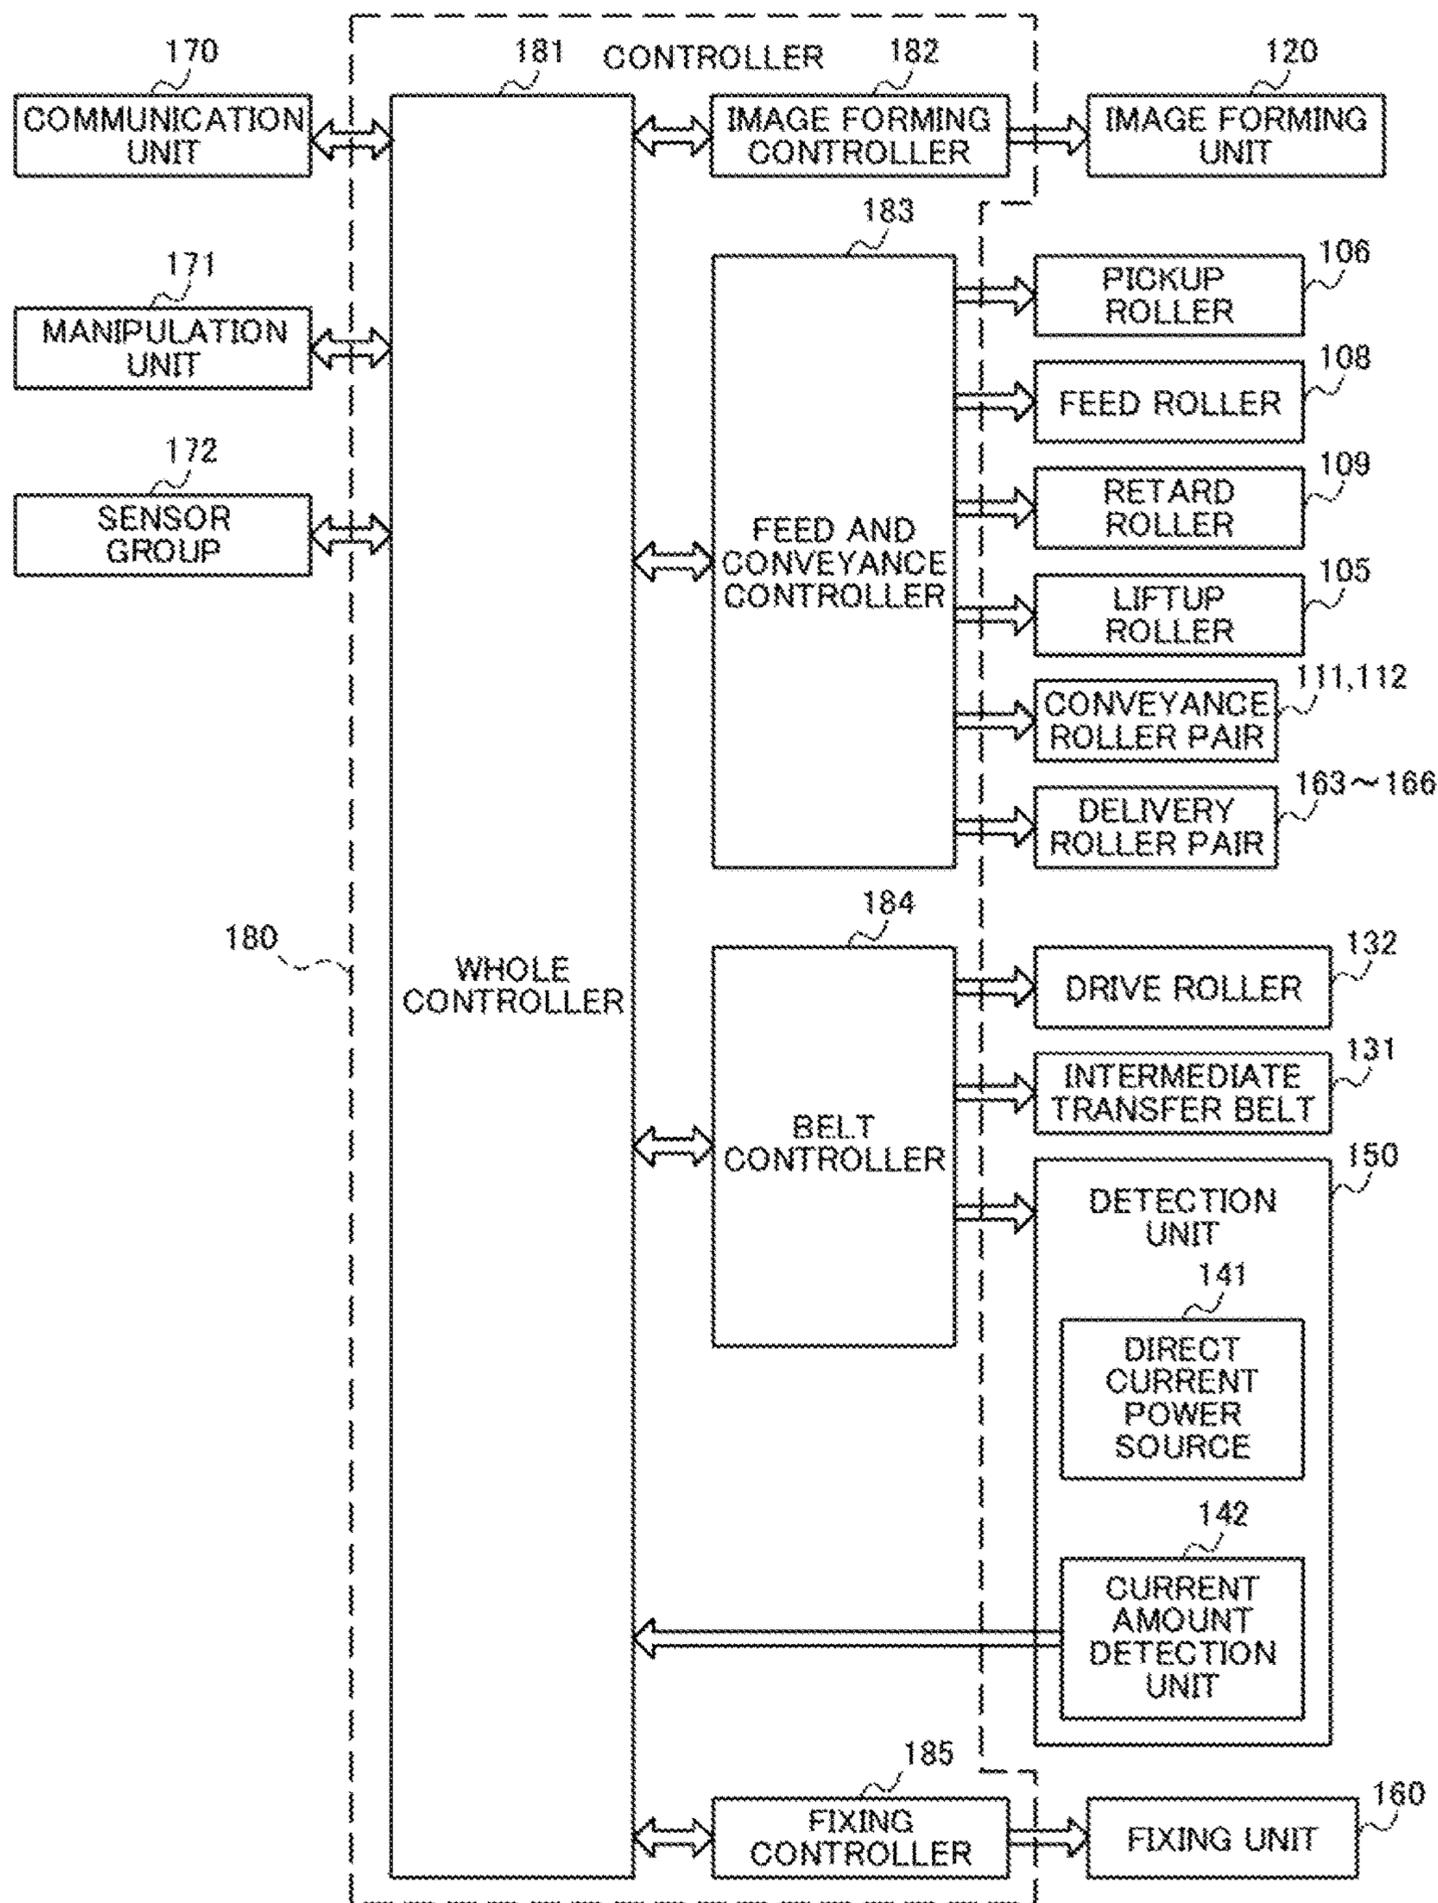 CONTROLLER
170
COMMUNICATION
UNIT
181
182
IMAGE FORMING
CONTROLLER
120
IMAGE FORMING
UNIT
171
MANIPULATION
UNIT
172
SENSOR
GROUP
180
WHOLE
CONTROLLER
183
FEED AND
CONVEYANCE
CONTROLLER
106
PICKUP
ROLLER
108
FEED ROLLER
109
RETARD
ROLLER
105
LIFTUP
ROLLER
111,112
CONVEYANCE
ROLLER PAIR
163～166
DELIVERY
ROLLER PAIR
184
BELT
CONTROLLER
132
DRIVE ROLLER
131
INTERMEDIATE
TRANSFER BELT
150
DETECTION
UNIT
141
DIRECT
CURRENT
POWER
SOURCE
142
CURRENT
AMOUNT
DETECTION
UNIT
185
FIXING
CONTROLLER
160
FIXING UNIT